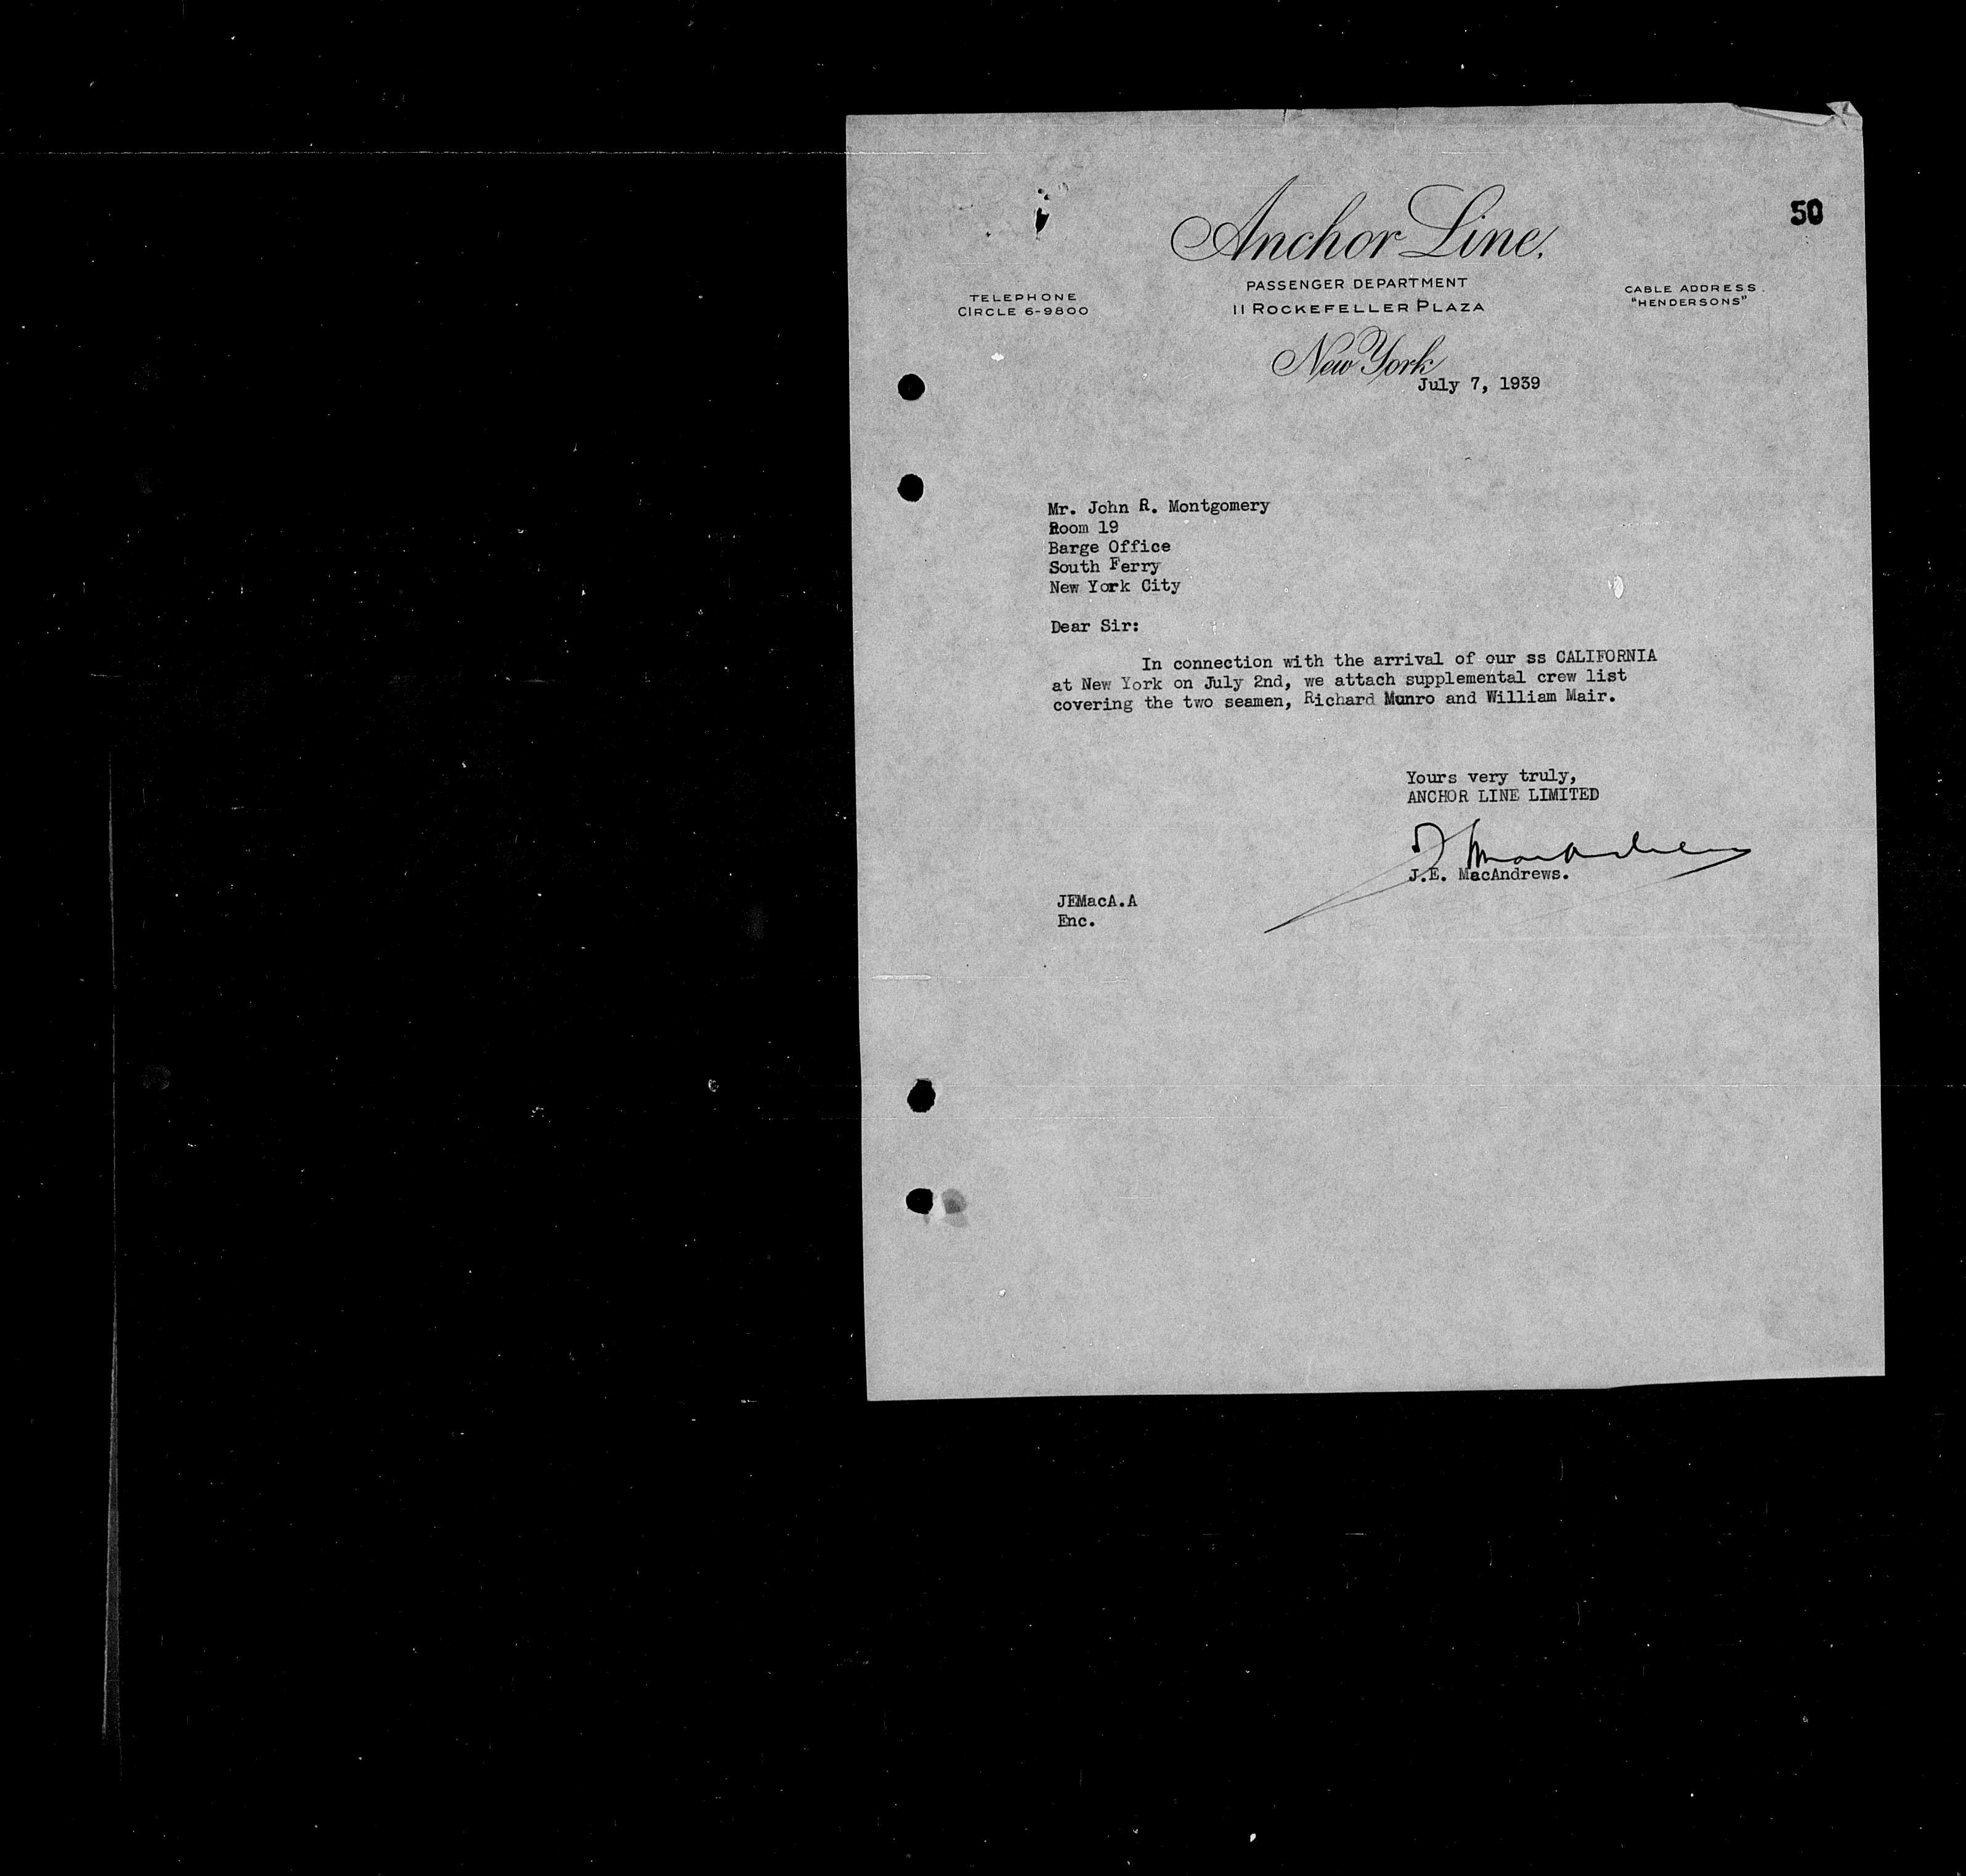 50
Anchor Line.
PASSENGER DEPARTMENT
11 ROCKEFELLER PLAZA
TELEPHONE
CIRCLE 6-9800
CABLE ADDRESS
"HENDERSONS"
New York
July 7, 1939
Mr. John R. Montgomery
Room 19
Barge Office
South Ferry
New York City
Dear Sir:
In connection with the arrival of our ss CALIFORNIA
at New York on July 2nd, we attach supplemental crew list
covering the two seamen, Richard Munro and William Mair.
Yours very truly,
ANCHOR LINE LIMITED
J MacAndrews
J.E. MacAndrews.
JEMacA.A
Enc.